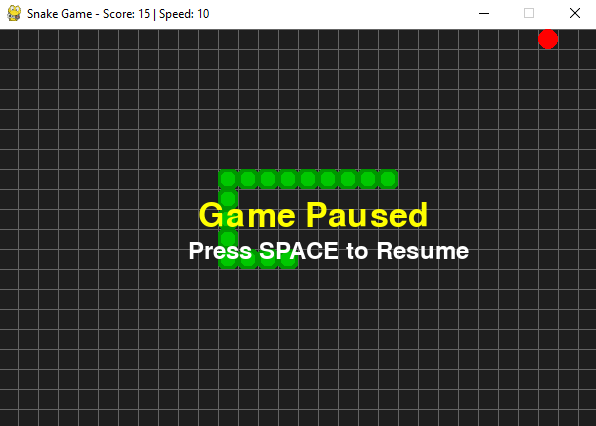 Snake Game - Score: 15 | Speed: 10
Game Paused
Press SPACE to Resume